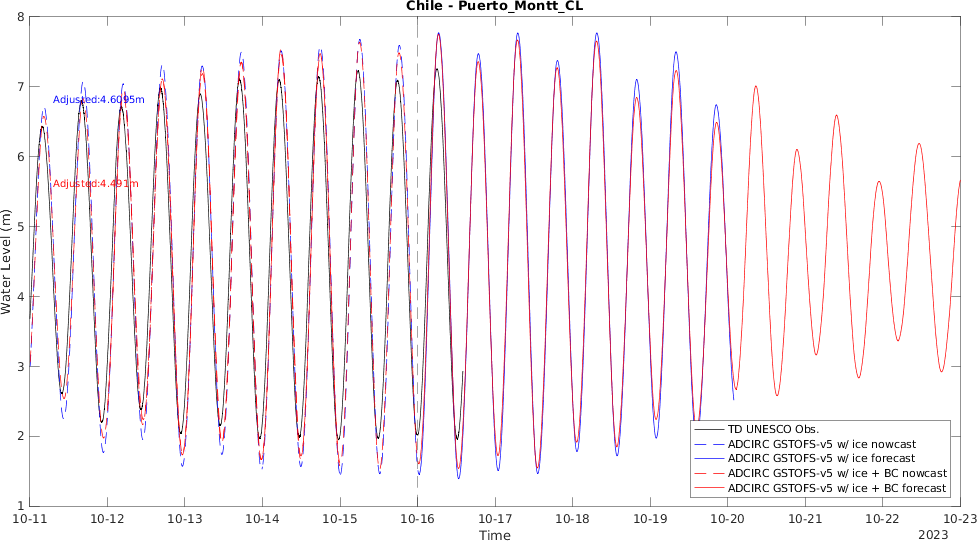 Chile - Puerto_Montt_CL
8
7
6
5
4
3
2
1
Water Level (m)
Adjusted:4.6095m
Adjusted:4.491m
TD UNESCO Obs.
ADCIRC GSTOFS-v5 w/ ice nowcast
ADCIRC GSTOFS-v5 w/ ice forecast
ADCIRC GSTOFS-v5 w/ ice + BC nowcast
ADCIRC GSTOFS-v5 w/ ice + BC forecast
10-11 10-12 10-13 10-14 10-15 10-16 10-17 10-18 10-19 10-20 10-21 10-22 10-23
Time
2023